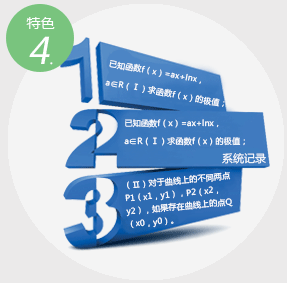 特色
4.
1
已知函数f(x)=ax+lnx,
a∈R(Ⅰ)求函数f(x)的极值；
2
已知函数f(x)=ax+lnx,
a∈R(Ⅰ)求函数f(x)的极值；
系统记录
3
(Ⅱ)对于曲线上的不同两点
P1(x1,y1),P2(x2,
y2),如果存在曲线上的点Q
(x0,y0)。